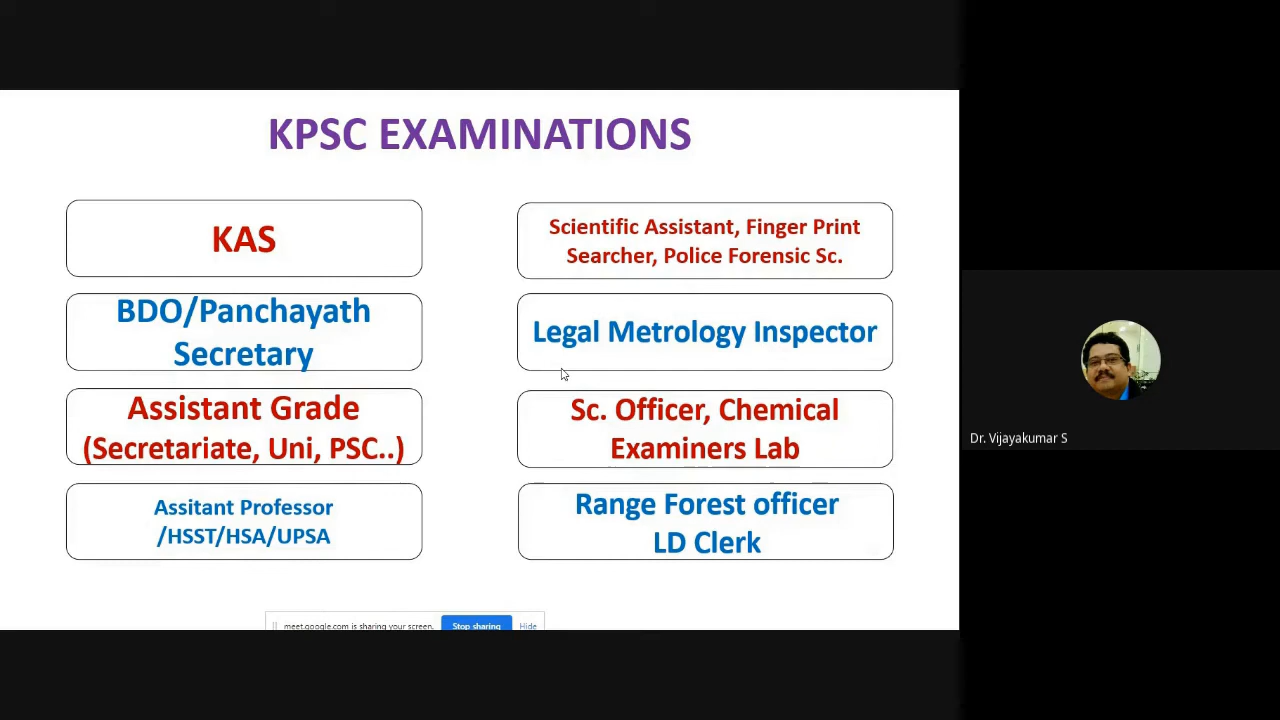 KPSC EXAMINATIONS
KAS
BDO/Panchayath
Secretary
Assistant Grade
(Secretariate, Uni, PSC..)
Assitant Professor
/HSST/HSA/UPSA
Scientific Assistant, Finger Print
Searcher, Police Forensic Sc.
Legal Metrology Inspector
Sc. Officer, Chemical
Examiners Lab
Range Forest officer
LD Clerk
meet.google.com is sharing your screen. Stop sharing Hide
Dr. Vijayakumar S